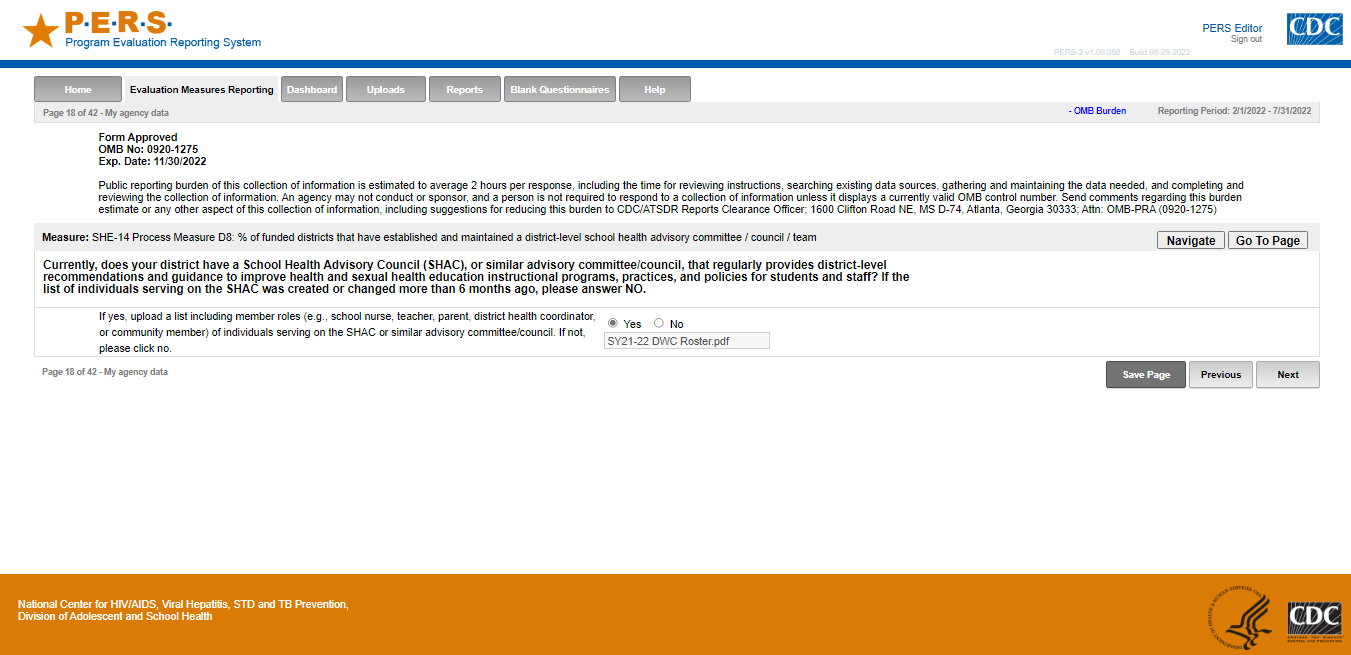 P·E·R·S·
Program Evaluation Reporting System
PERS Editor
Sign out
CDC
PERS-2 v1.00.056 Build 08-29-2022
Home Evaluation Measures Reporting Dashboard Uploads Reports Blank Questionnaires Help
Page 18 of 42 - My agency data - OMB Burden Reporting Period: 2/1/2022 - 7/31/2022
Form Approved
OMB No: 0920-1275
Exp. Date: 11/30/2022
Public reporting burden of this collection of information is estimated to average 2 hours per response, including the time for reviewing instructions, searching existing data sources, gathering and maintaining the data needed, and completing and
reviewing the collection of information. An agency may not conduct or sponsor, and a person is not required to respond to a collection of information unless it displays a currently valid OMB control number. Send comments regarding this burden
estimate or any other aspect of this collection of information, including suggestions for reducing this burden to CDC/ATSDR Reports Clearance Officer; 1600 Clifton Road NE, MS D-74, Atlanta, Georgia 30333; Attn: OMB-PRA (0920-1275)
Measure: SHE-14 Process Measure D8: % of funded districts that have established and maintained a district-level school health advisory committee / council / team
Navigate Go To Page
Currently, does your district have a School Health Advisory Council (SHAC), or similar advisory committee/council, that regularly provides district-level
recommendations and guidance to improve health and sexual health education instructional programs, practices, and policies for students and staff? If the
list of individuals serving on the SHAC was created or changed more than 6 months ago, please answer NO.
If yes, upload a list including member roles (e.g., school nurse, teacher, parent, district health coordinator,
or community member) of individuals serving on the SHAC or similar advisory committee/council. If not,
please click no.
Yes No
SY21-22 DWC Roster.pdf
Page 18 of 42 - My agency data
Save Page Previous Next
National Center for HIV/AIDS, Viral Hepatitis, STD and TB Prevention,
Division of Adolescent and School Health
CDC